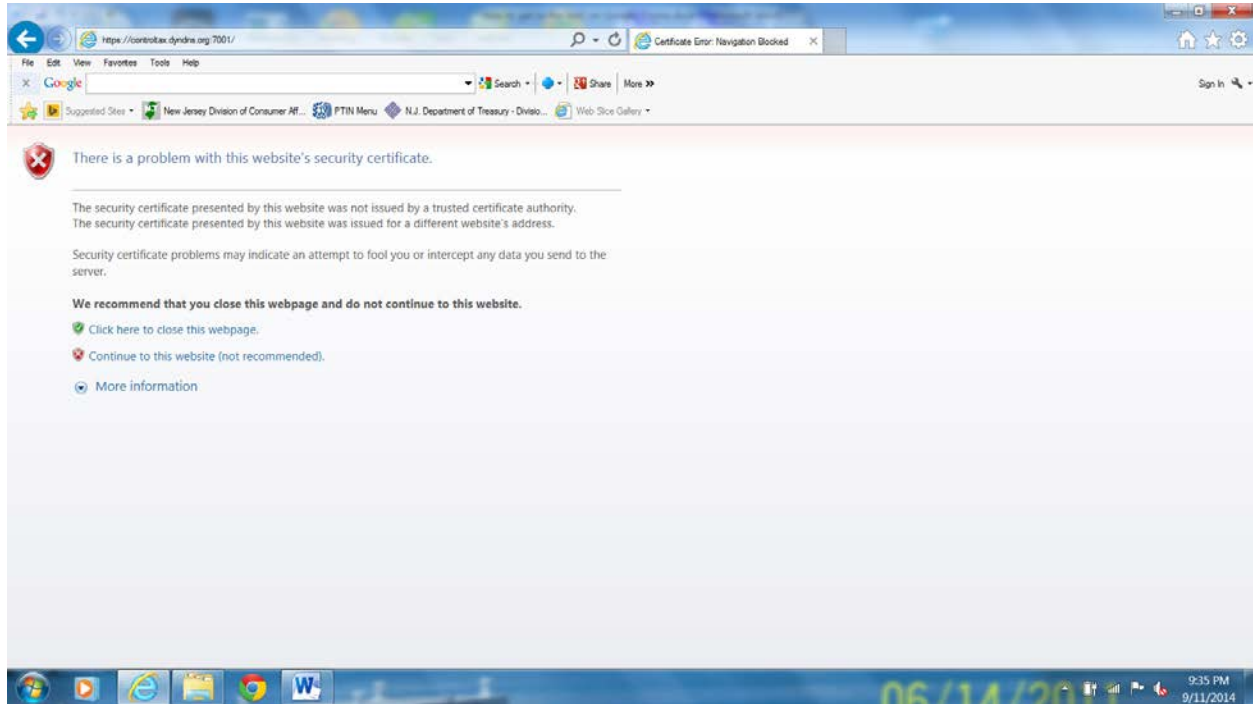 https://controltax.dyndns.org:7001/
Certificate Error: Navigation Blocked
File Edit View Favorites Tools Help
Google Search Share More >> Sign In
Suggested Sites New Jersey Division of Consumer Aff... PTIN Menu N.J. Department of Treasury - Divisio... Web Slice Gallery
There is a problem with this website's security certificate.
The security certificate presented by this website was not issued by a trusted certificate authority.
The security certificate presented by this website was issued for a different website's address.
Security certificate problems may indicate an attempt to fool you or intercept any data you send to the
server.
We recommend that you close this webpage and do not continue to this website.
Click here to close this webpage.
Continue to this website (not recommended).
More information
9:35 PM
9/11/2014